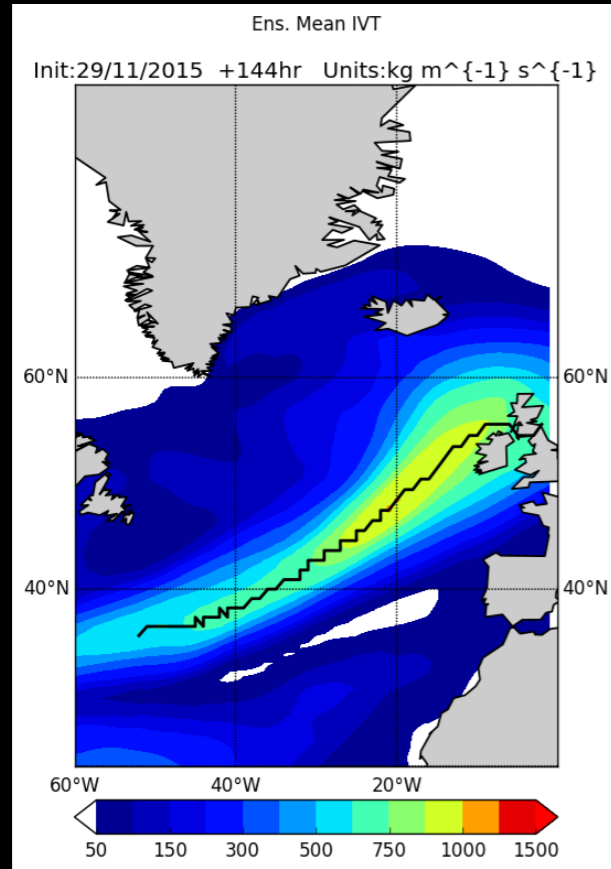 Ens. Mean IVT
Init:29/11/2015 +144hr Units:kg m^{-1} s^{-1}
60°N 60°N
40°N 40°N
60°W 40°W 20°W
50 150 300 500 750 1000 1500